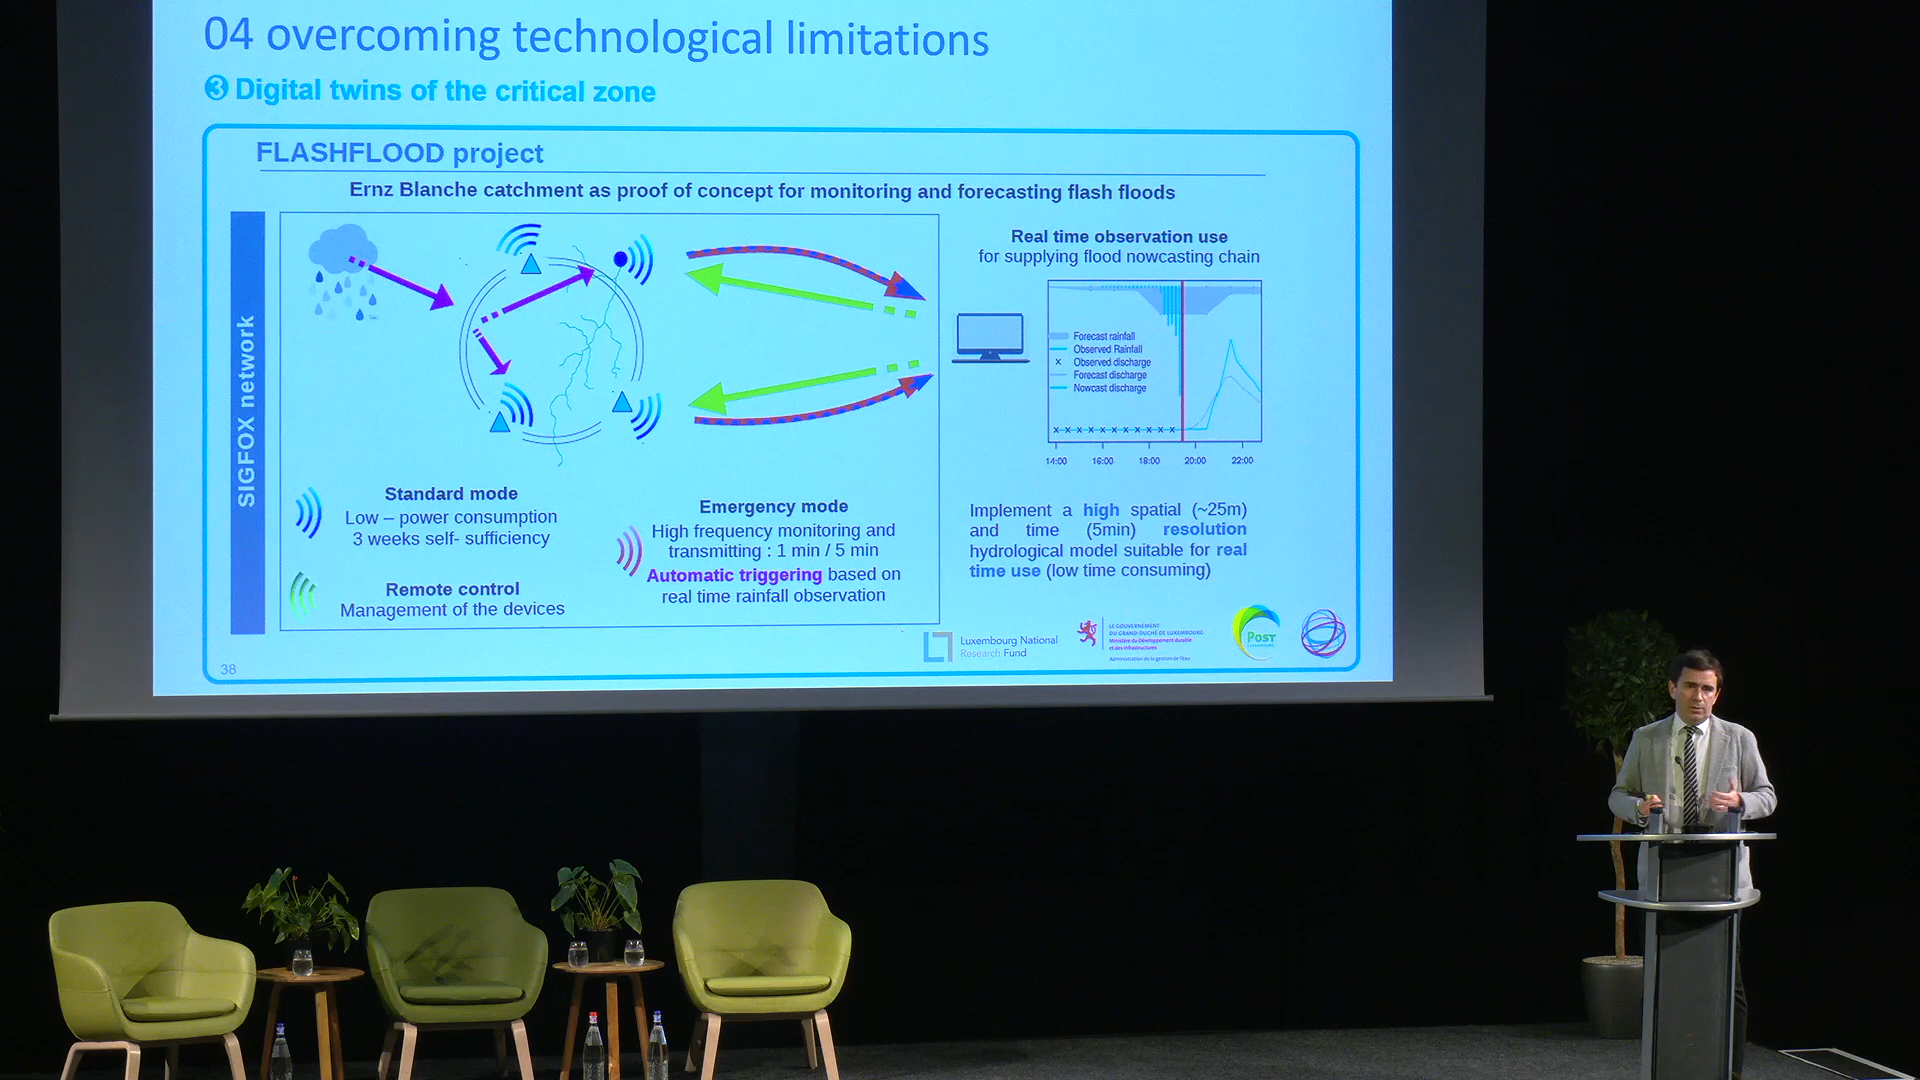 04 overcoming technological limitations
❸ Digital twins of the critical zone
FLASHFLOOD project
Ernz Blanche catchment as proof of concept for monitoring and forecasting flash floods
SIGFOX network
Standard mode
Low – power consumption
3 weeks self- sufficiency
Remote control
Management of the devices
Emergency mode
High frequency monitoring and
transmitting : 1 min / 5 min
Automatic triggering based on
real time rainfall observation
Real time observation use
for supplying flood nowcasting chain
Forecast rainfall
Observed Rainfall
x Observed discharge
Forecast discharge
Nowcast discharge
14:00 16:00 18:00 20:00 22:00
Implement a high spatial (~25m)
and time (5min) resolution
hydrological model suitable for real
time use (low time consuming)
Luxembourg National
Research Fund
LE GOUVERNEMENT
DU GRAND-DUCHÉ DE LUXEMBOURG
Ministère du Développement durable
et des Infrastructures
Administration de la gestion de l'eau
POST
LUXEMBOURG
38